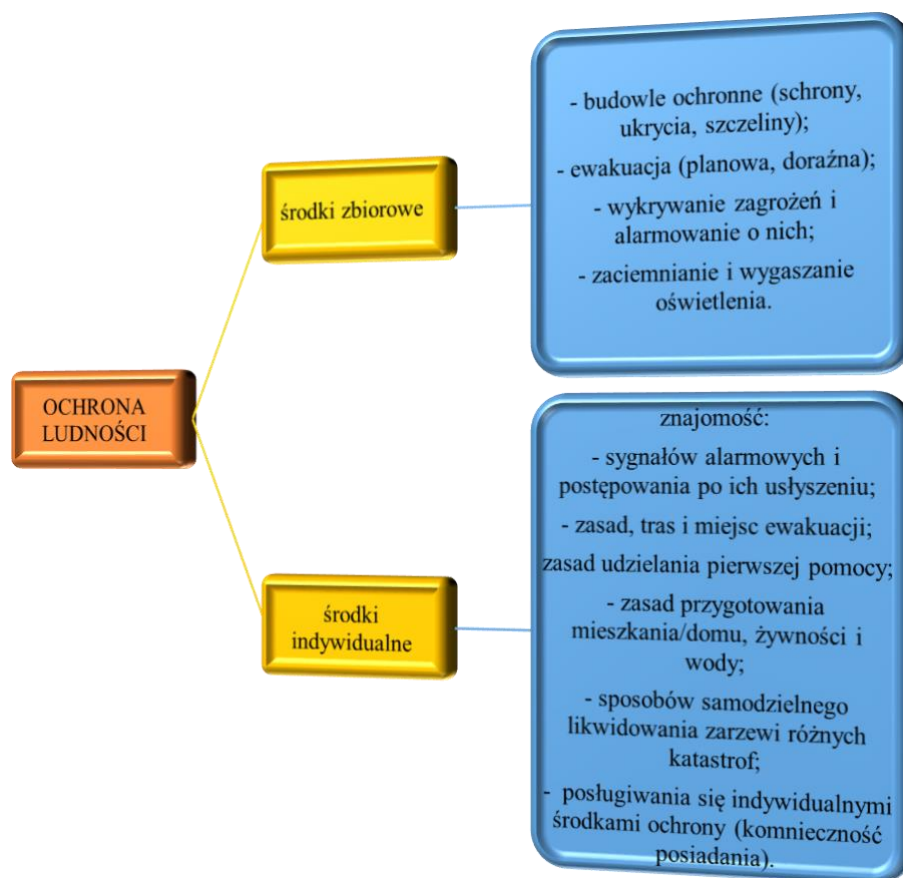 OCHRONA
LUDNOŚCI
środki zbiorowe
- budowle ochronne (schrony,
ukrycia, szczeliny);
- ewakuacja (planowa, doraźna);
- wykrywanie zagrożeń i
alarmowanie o nich;
- zaciemnianie i wygaszanie
oświetlenia.
środki
indywidualne
znajomość:
- sygnałów alarmowych i
postępowania po ich usłyszeniu;
- zasad, tras i miejsc ewakuacji;
zasad udzielania pierwszej pomocy;
- zasad przygotowania
mieszkania/domu, żywności i
wody;
- sposobów samodzielnego
likwidowania zarzewi różnych
katastrof;
- posługiwania się indywidualnymi
środkami ochrony (komnieczność
posiadania).